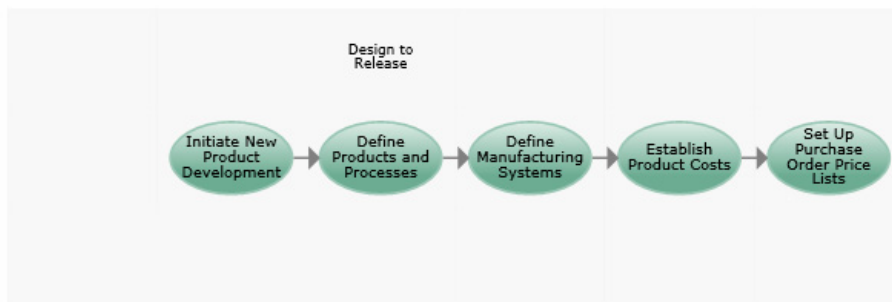 Design to
Release
Initiate New
Product
Development
Define
Products and
Processes
Define
Manufacturing
Systems
Establish
Product Costs
Set Up
Purchase
Order Price
Lists